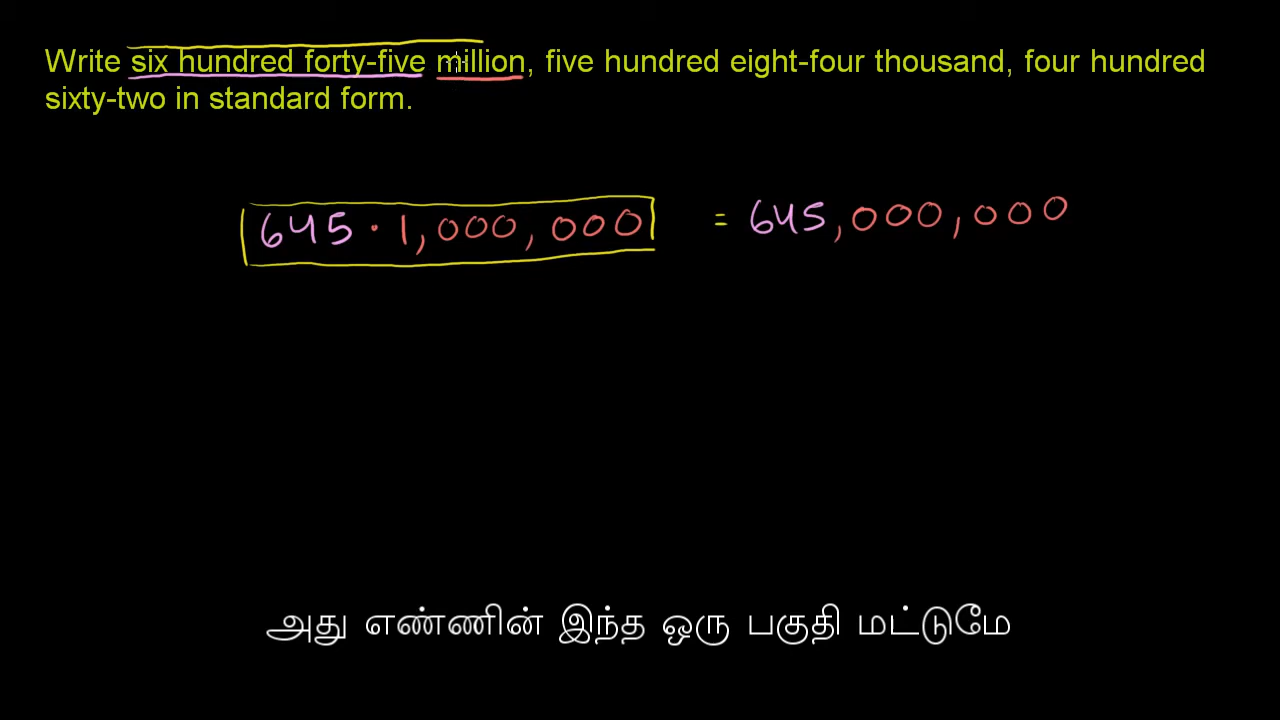 Write six hundred forty-five million, five hundred eight-four thousand, four hundred
sixty-two in standard form.
645 · 1,000,000 = 645,000,000
அது எண்ணின் இந்த ஒரு பகுதி மட்டுமே